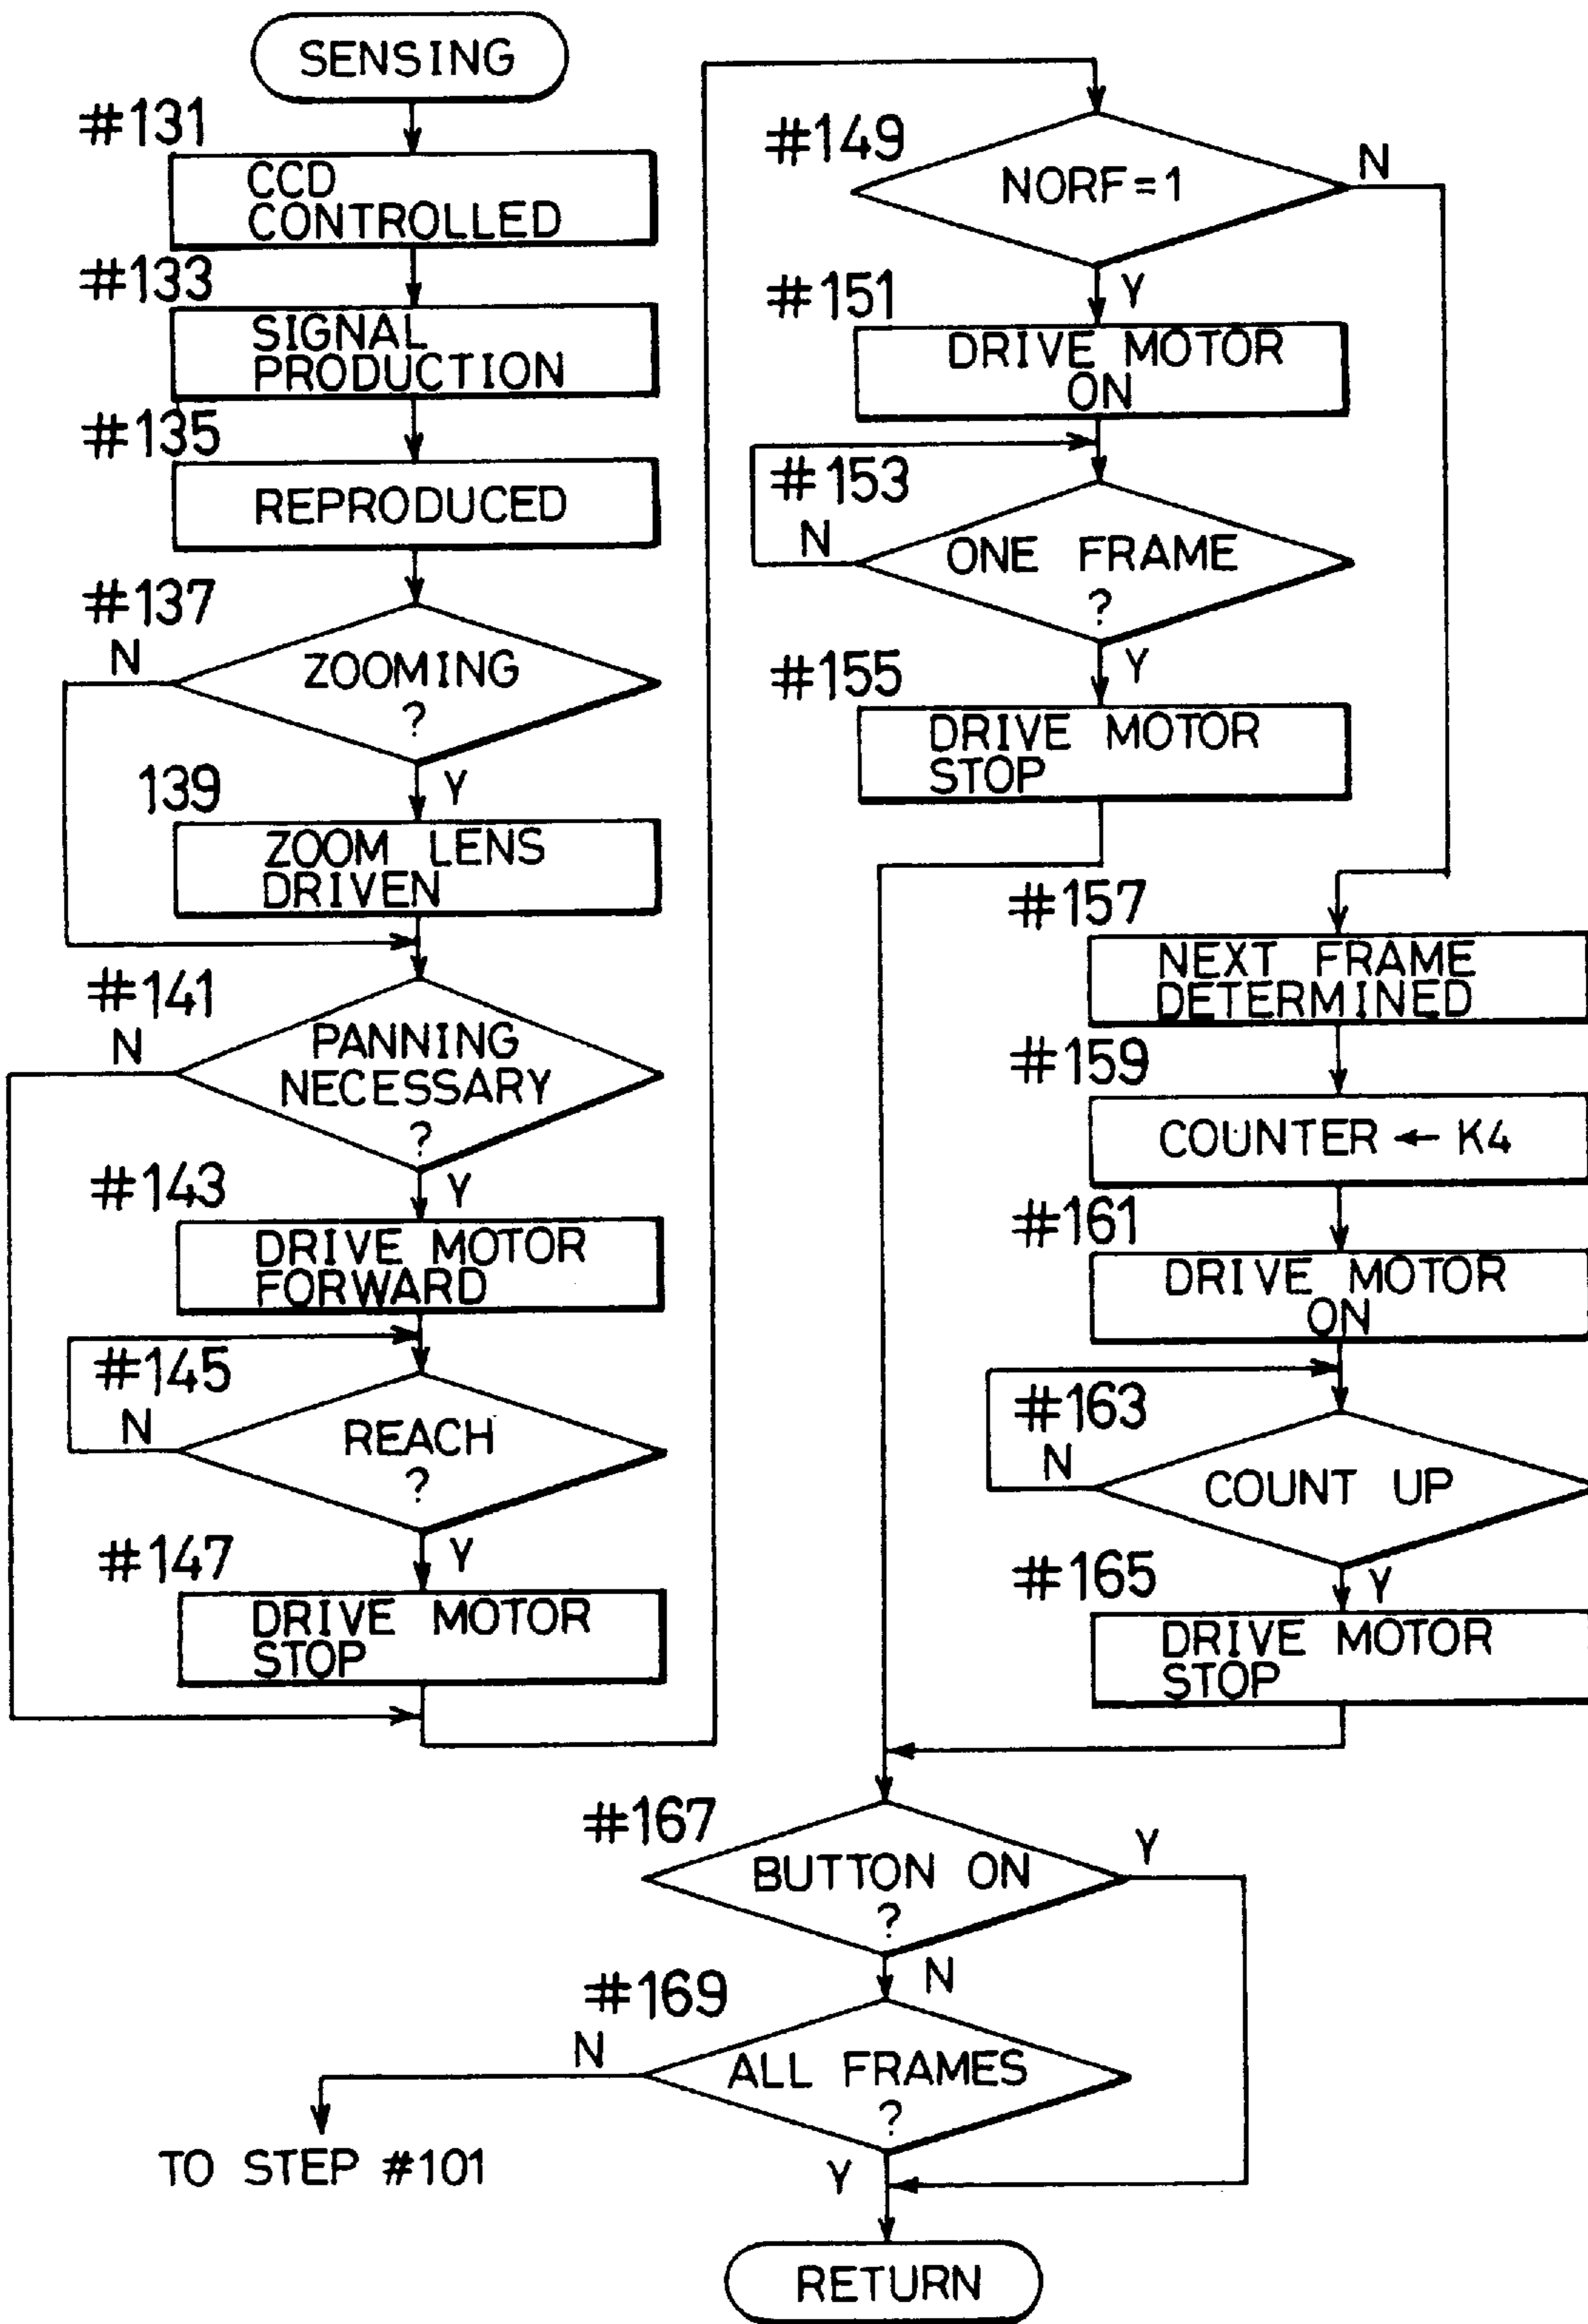 SENSING
#131
CCD
CONTROLLED
#133
SIGNAL
PRODUCTION
#135
REPRODUCED
#137
N
ZOOMING
?
Y
139
ZOOM LENS
DRIVEN
#141
N
PANNING
NECESSARY
?
Y
#143
DRIVE MOTOR
FORWARD
#145
N
REACH
?
Y
#147
DRIVE MOTOR
STOP
#149
NORF=1
N
Y
#151
DRIVE MOTOR
ON
#153
N
ONE FRAME
?
Y
#155
DRIVE MOTOR
STOP
#157
NEXT FRAME
DETERMINED
#159
COUNTER ← K4
#161
DRIVE MOTOR
ON
#163
N
COUNT UP
Y
#165
DRIVE MOTOR
STOP
#167
BUTTON ON
?
Y
N
#169
N
ALL FRAMES
?
Y
TO STEP #101
RETURN